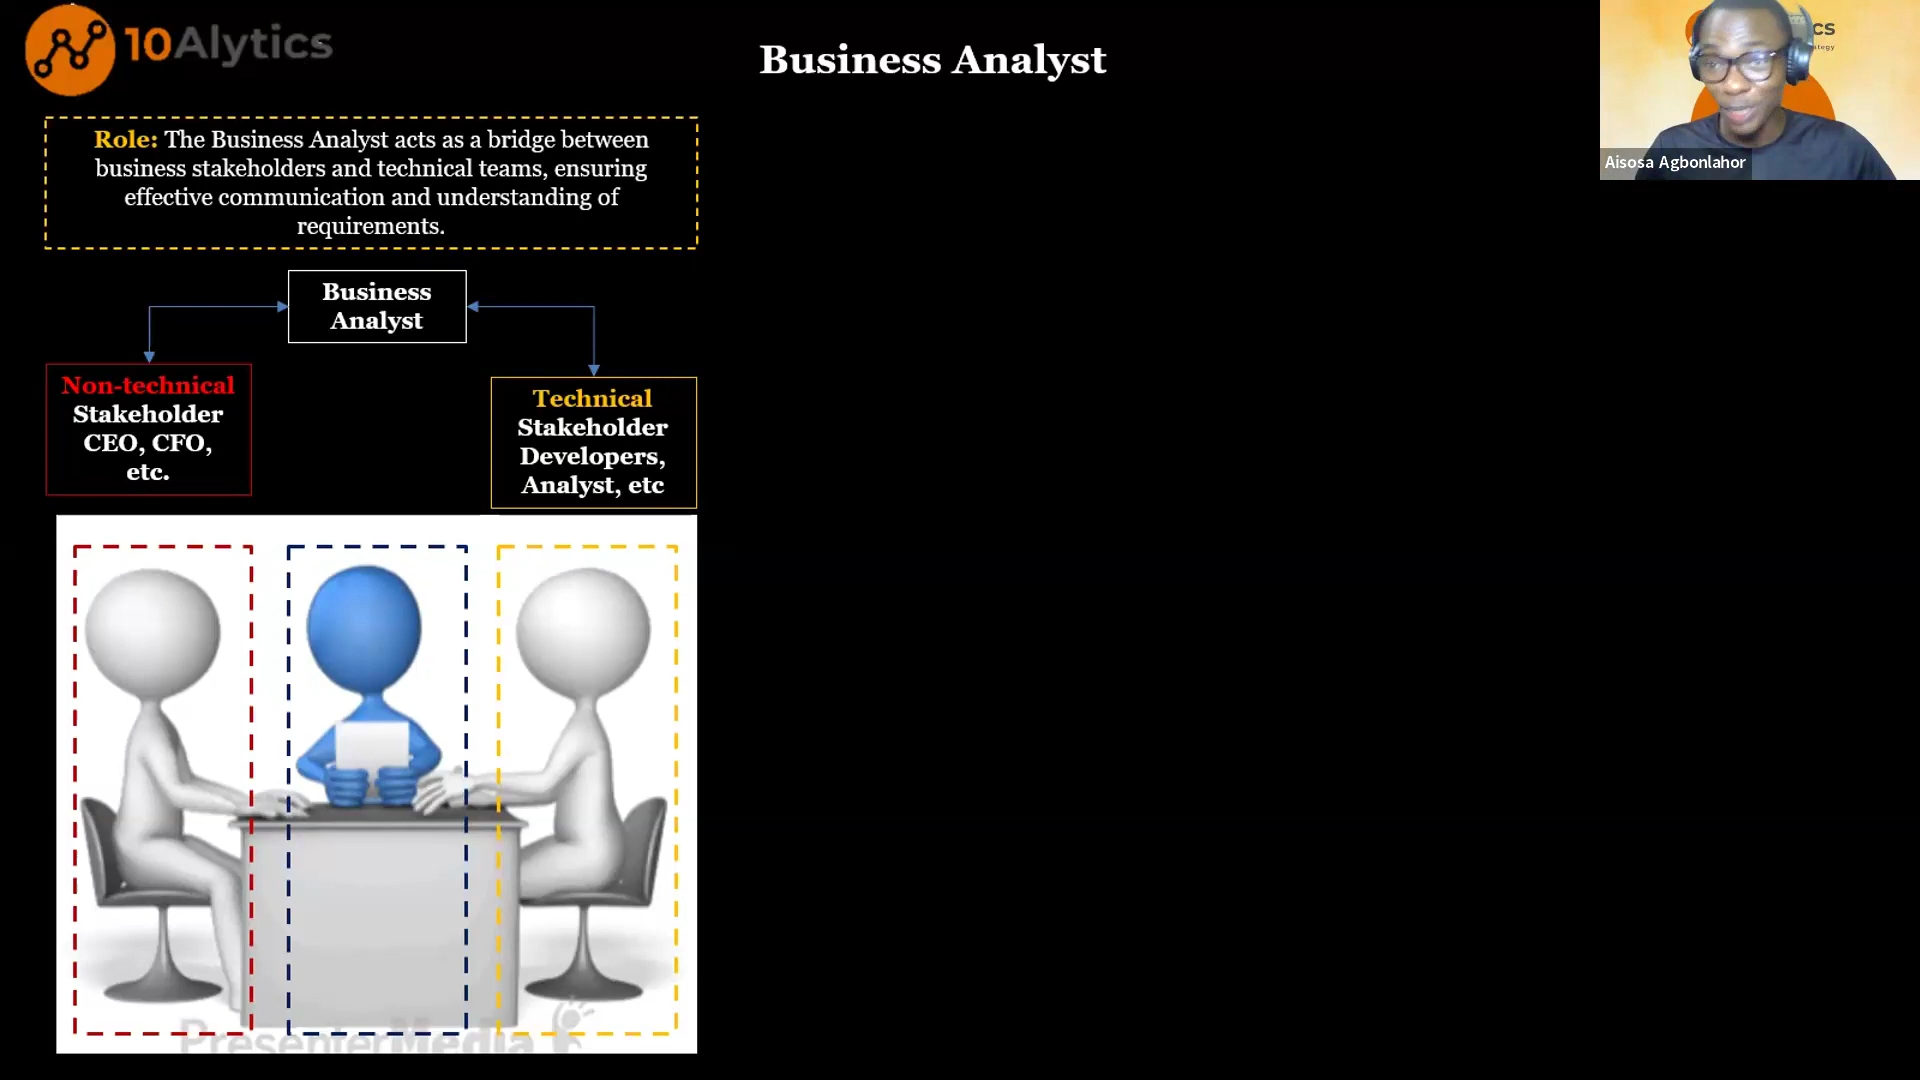 10Alytics
Business Analyst
Role: The Business Analyst acts as a bridge between
business stakeholders and technical teams, ensuring
effective communication and understanding of
requirements.
Business
Analyst
Non-technical
Stakeholder
CEO, CFO,
etc.
Technical
Stakeholder
Developers,
Analyst, etc
PresenterMedia
Aisosa Agbonlahor